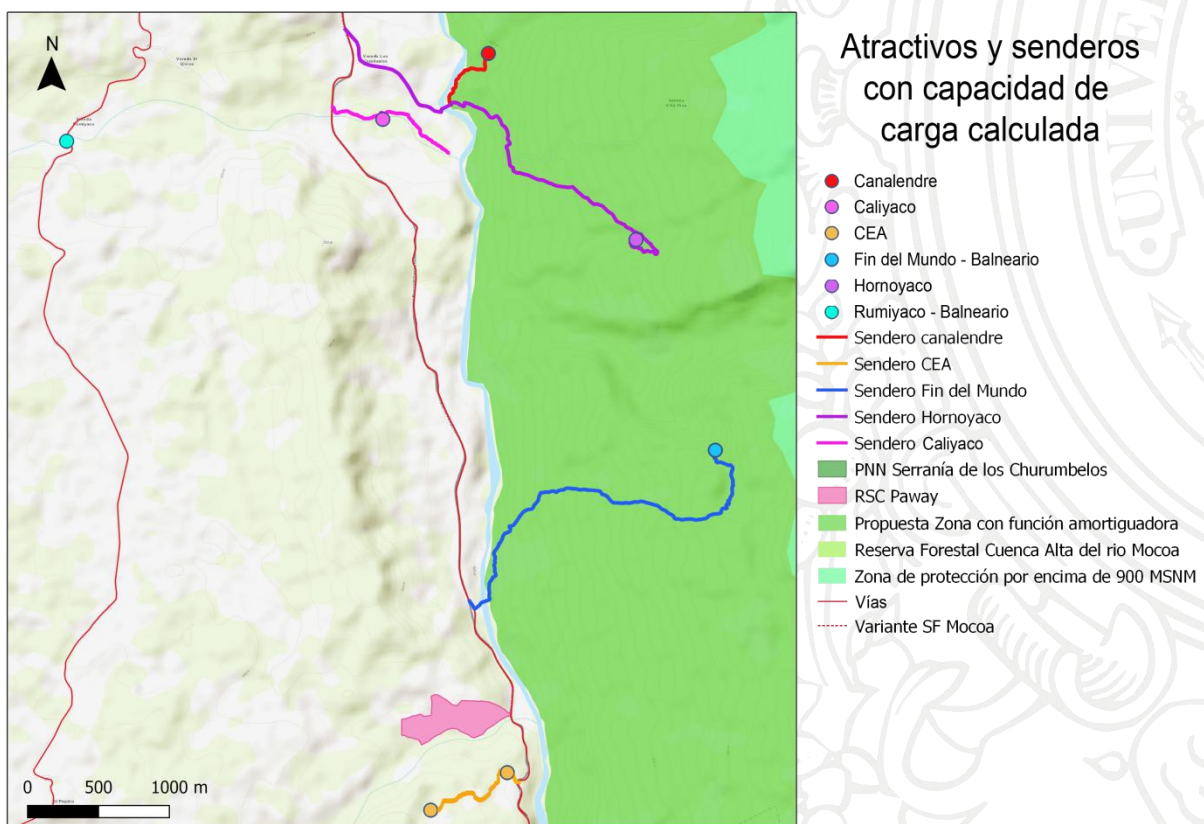 Atractivos y senderos
con capacidad de
carga calculada
N
Canalendre
Caliyaco
CEA
Fin del Mundo - Balneario
Hornoyaco
Rumiyaco - Balneario
Sendero canalendre
Sendero CEA
Sendero Fin del Mundo
Sendero Hornoyaco
Sendero Caliyaco
PNN Serranía de los Churumbelos
RSC Paway
Propuesta Zona con función amortiguadora
Reserva Forestal Cuenca Alta del rio Mocoa
Zona de protección por encima de 900 MSNM
Vías
Variante SF Mocoa
0 500 1000 m